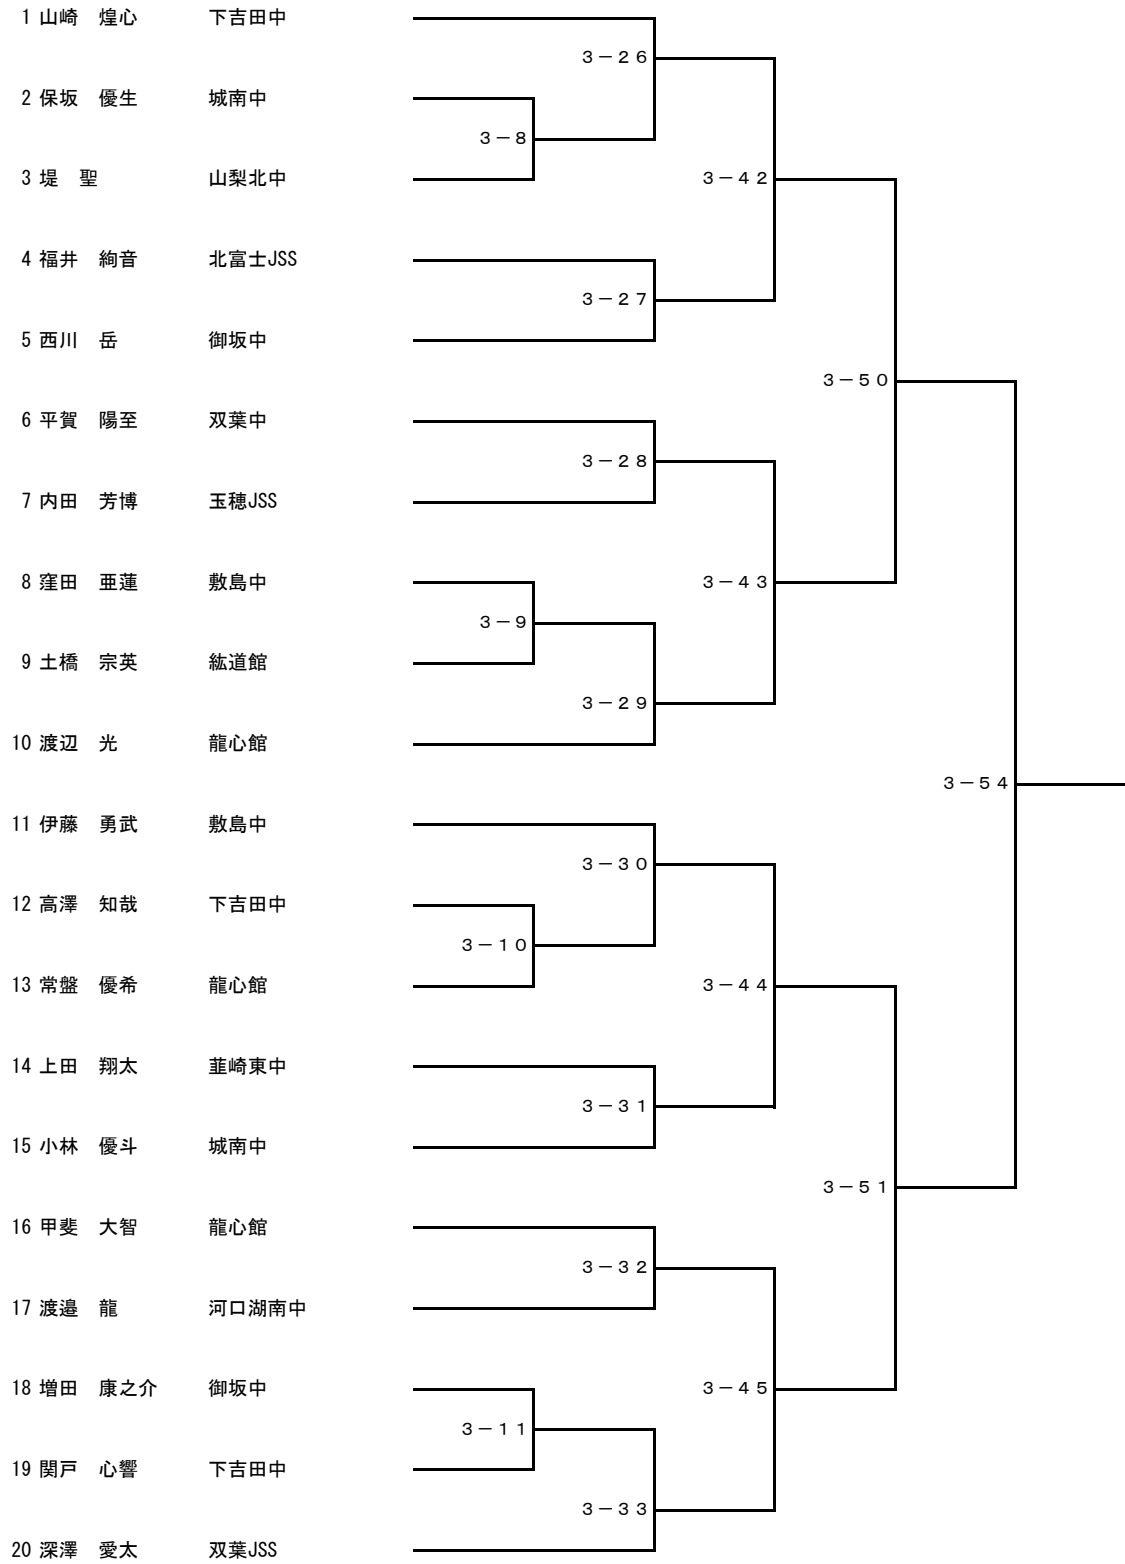 1 山崎　煌心　下吉田中
3－26
2 保坂　優生　城南中
3－8
3 堤　聖　山梨北中
3－42
4 福井　絢音　北富士JSS
3－27
5 西川　岳　御坂中
3－50
6 平賀　陽至　双葉中
3－28
7 内田　芳博　玉穂JSS
8 窪田　亜蓮　敷島中
3－43
3－9
9 土橋　宗英　紘道館
3－29
10 渡辺　光　龍心館
3－54
11 伊藤　勇武　敷島中
3－30
12 高澤　知哉　下吉田中
3－10
13 常盤　優希　龍心館
3－44
14 上田　翔太　韮崎東中
3－31
15 小林　優斗　城南中
3－51
16 甲斐　大智　龍心館
3－32
17 渡邉　龍　河口湖南中
18 増田　康之介　御坂中
3－45
3－11
19 関戸　心響　下吉田中
3－33
20 深澤　愛太　双葉JSS